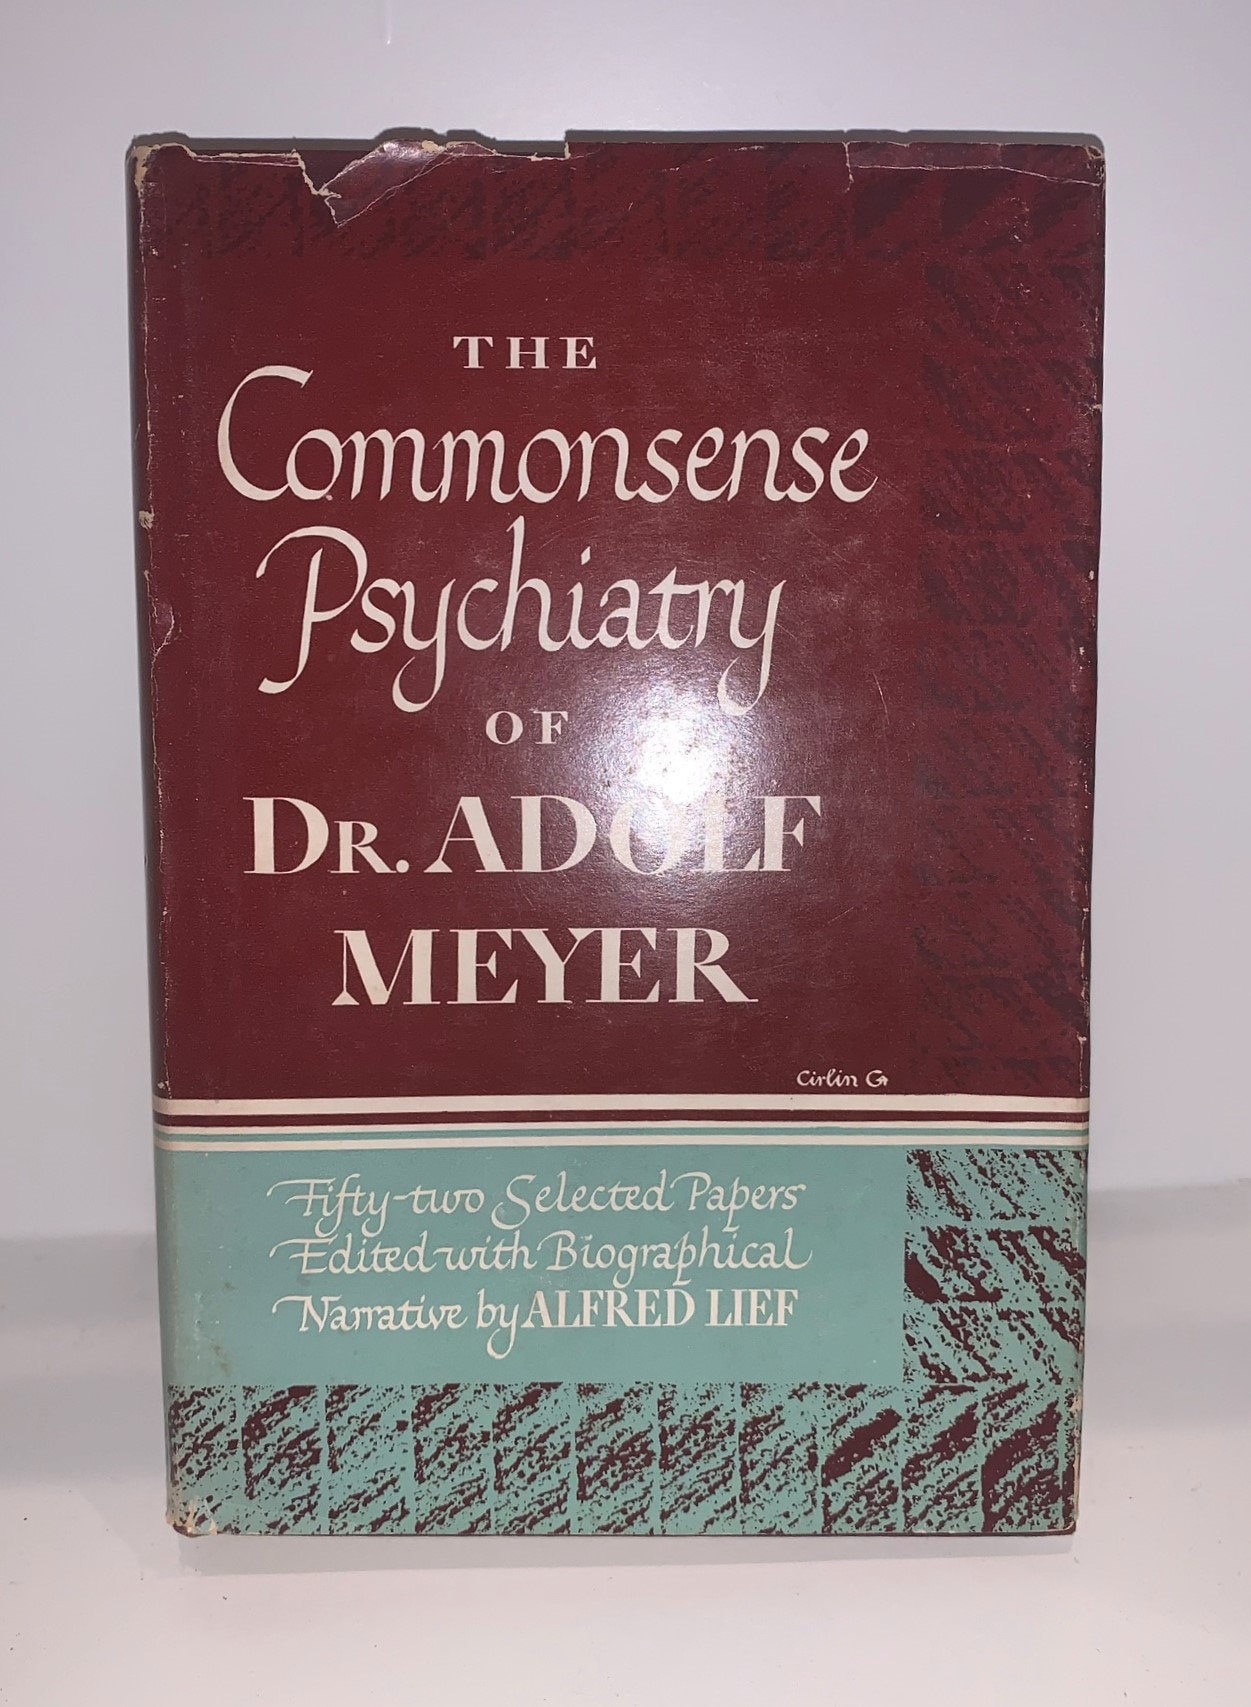 THE
Commonsense
Psychiatry
OF
DR. ADOLF
MEYER
Cirlin G
Fifty-two Selected Papers
Edited with Biographical
Narrative by ALFRED LIEF